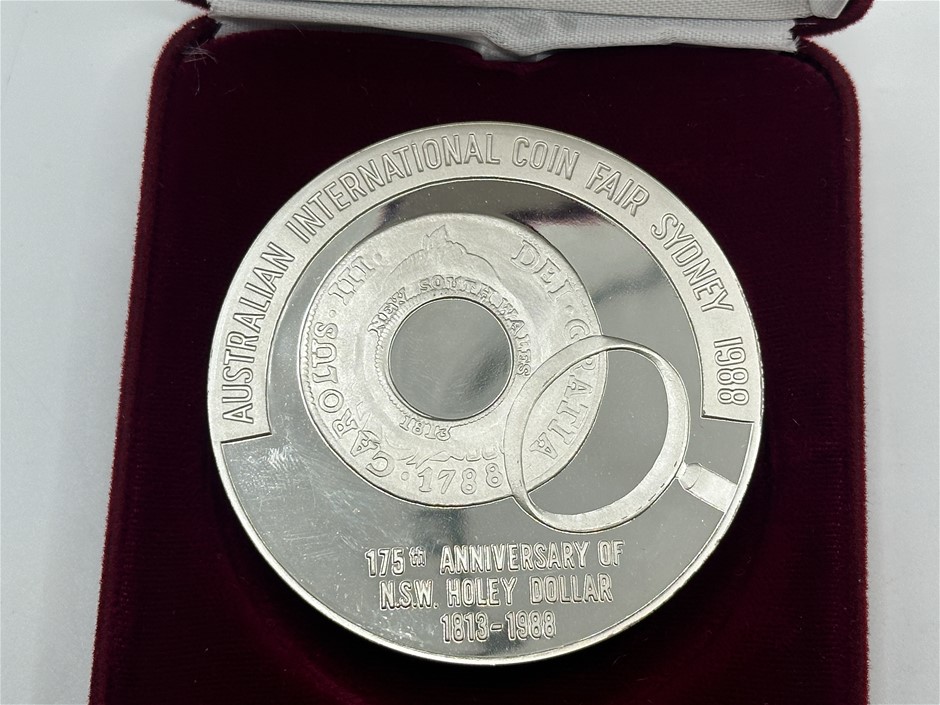 AUSTRALIAN INTERNATIONAL COIN FAIR SYDNEY 1988
CAROLUS · III · DEI · GRATIA
· 1788
NEW SOUTH WALES
1813
175th ANNIVERSARY OF
N.S.W. HOLEY DOLLAR
1813-1988